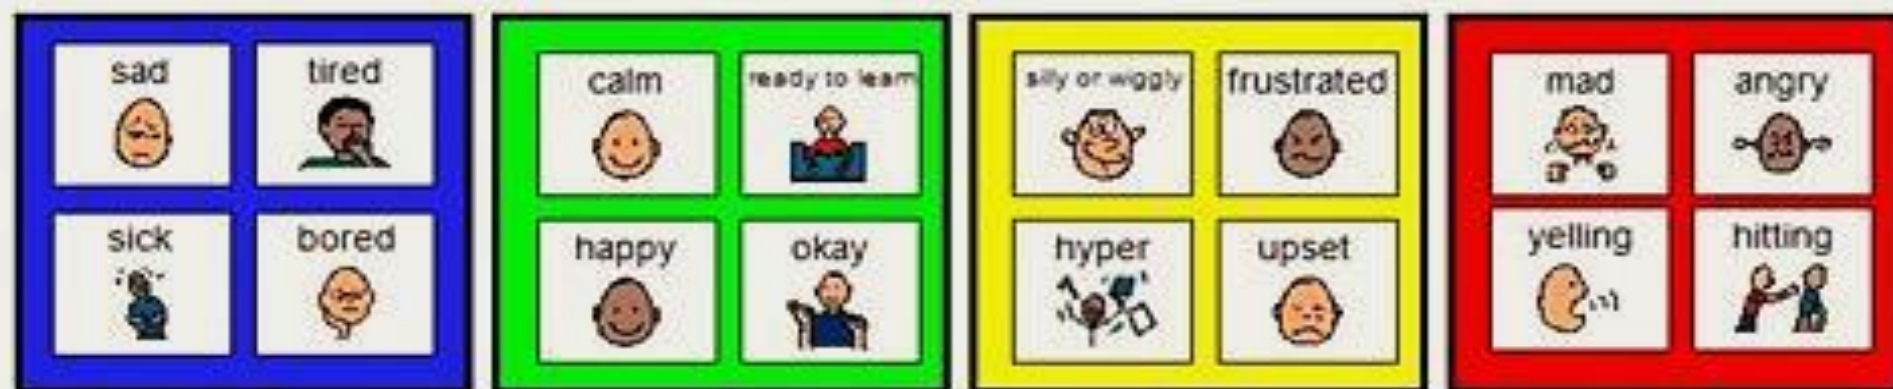 sad tired
sick bored
calm ready to learn
happy okay
silly or wiggly frustrated
hyper upset
mad angry
yelling hitting